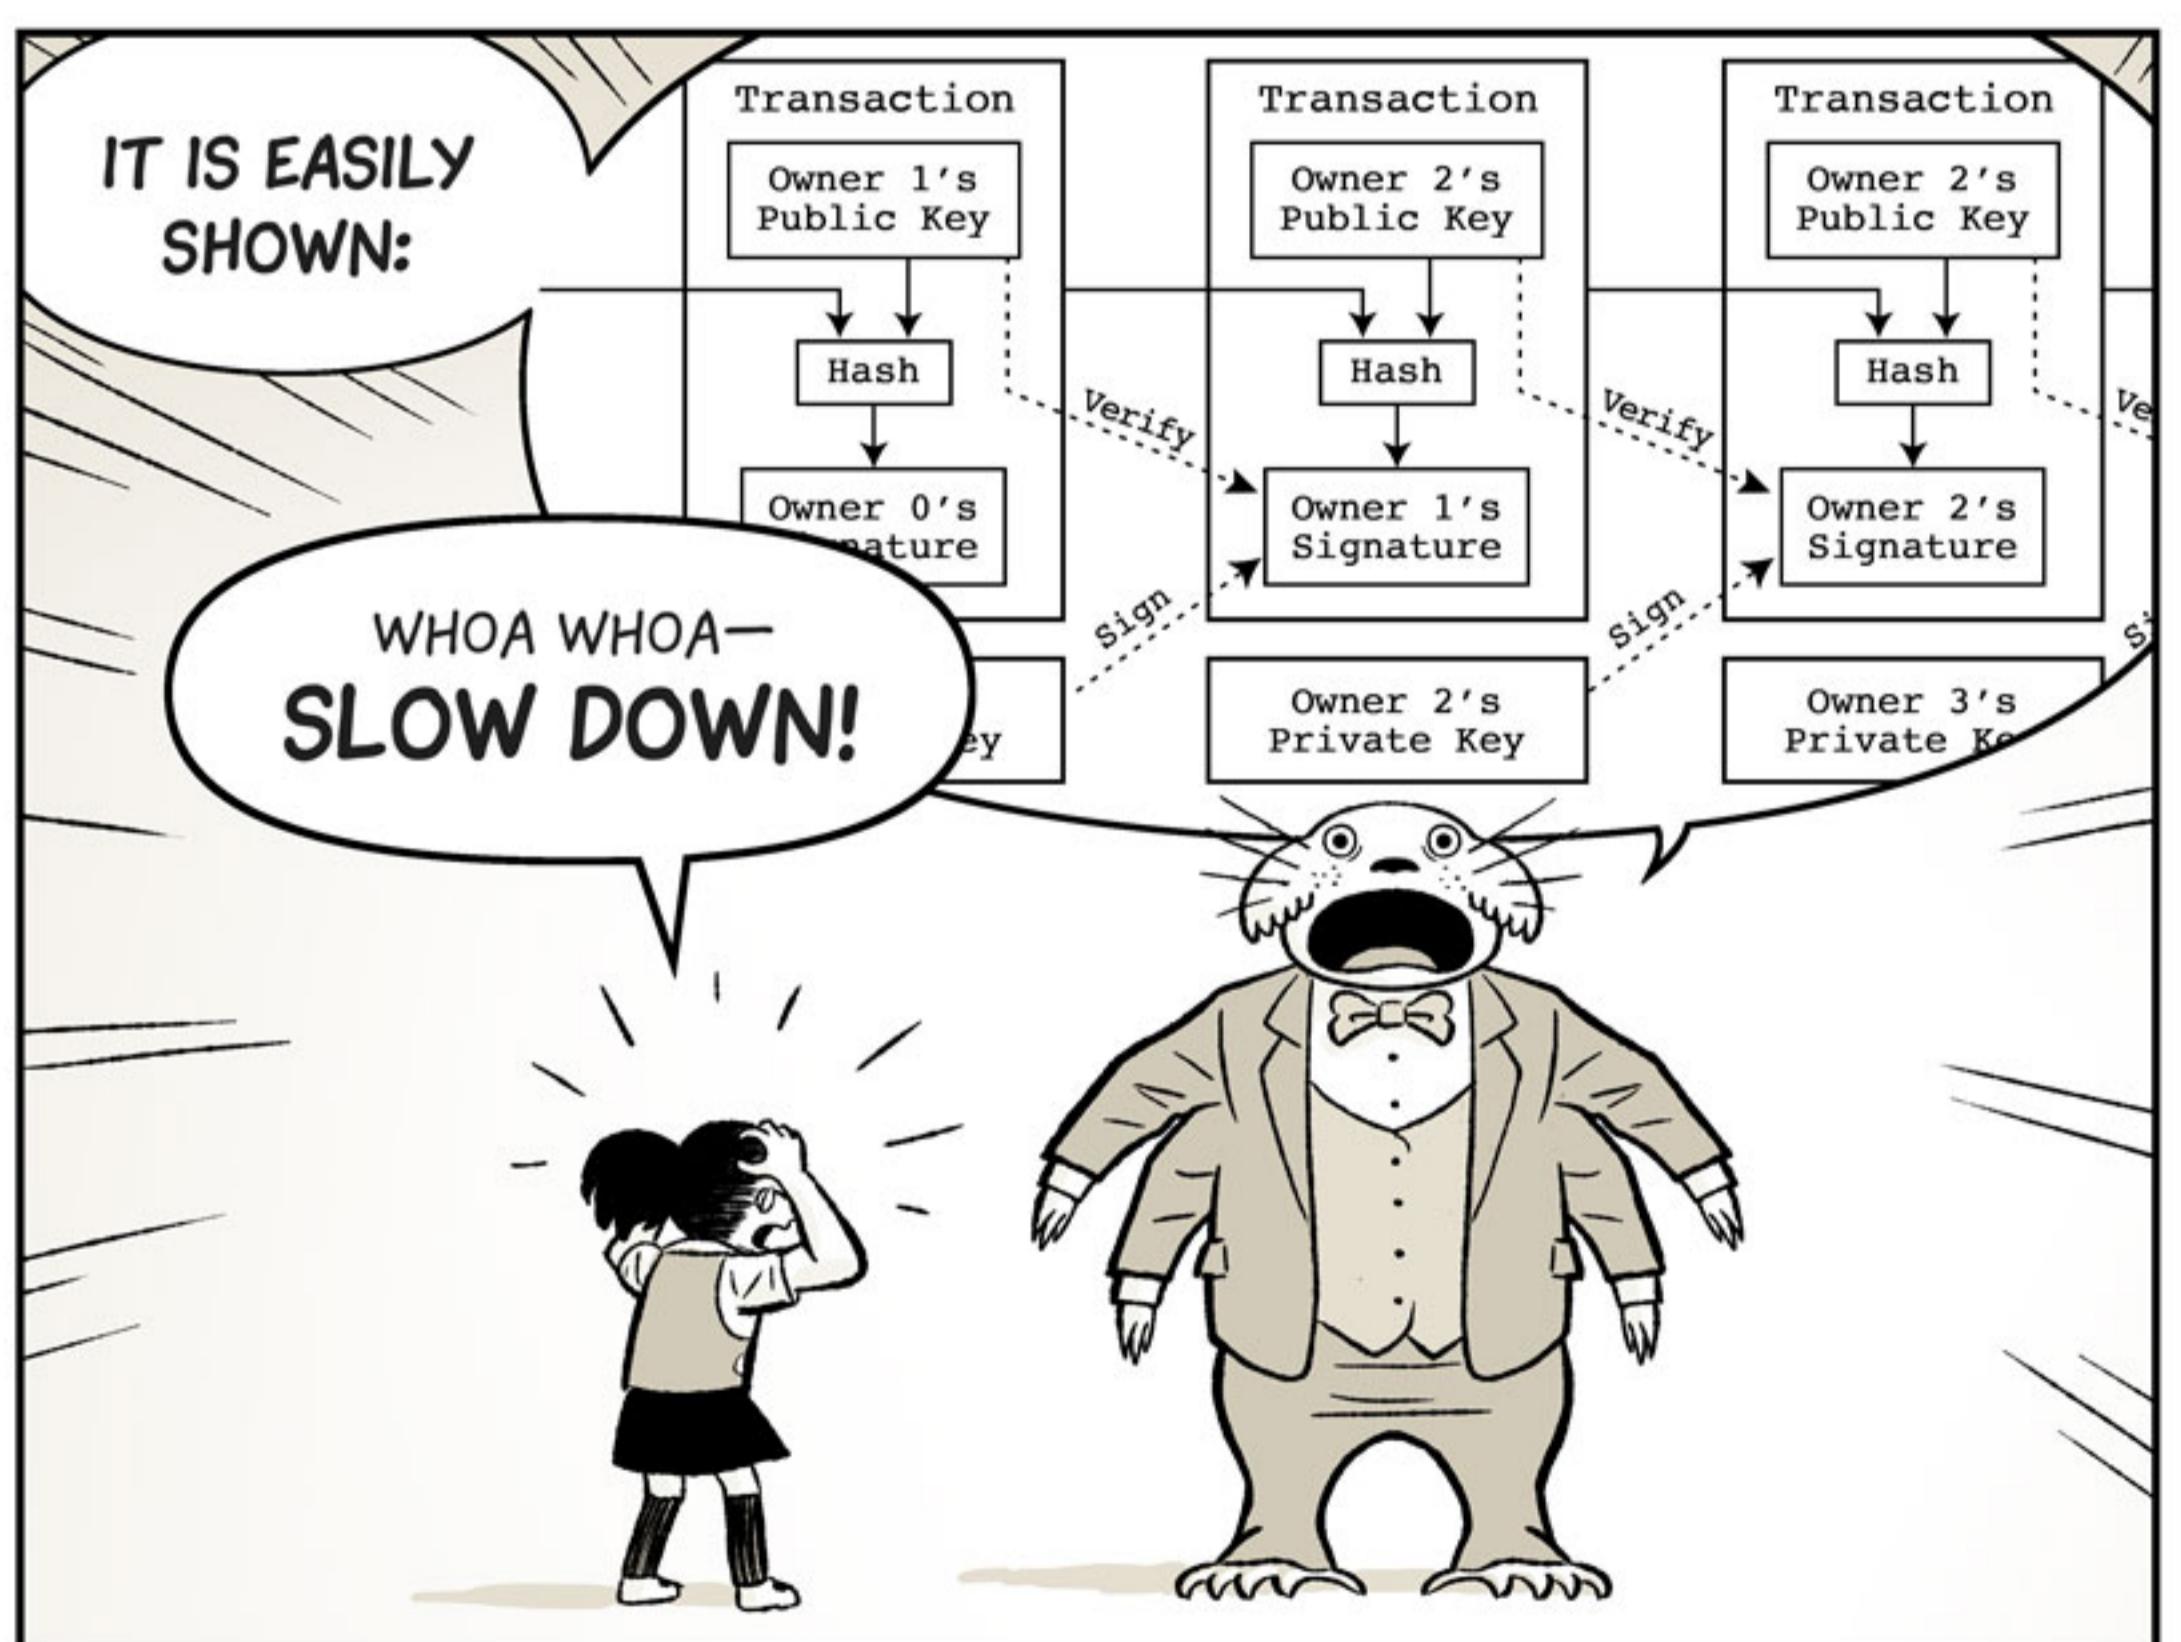 IT IS EASILY
SHOWN:
Transaction
Owner 1's
Public Key
Hash
Owner 0's
Verify
Sign
Transaction
Owner 2's
Public Key
Hash
Owner 1's
Signature
Owner 2's
Private Key
Verify
Sign
Transaction
Owner 2's
Public Key
Hash
Owner 2's
Signature
Owner 3's
Private
WHOA WHOA—
SLOW DOWN!